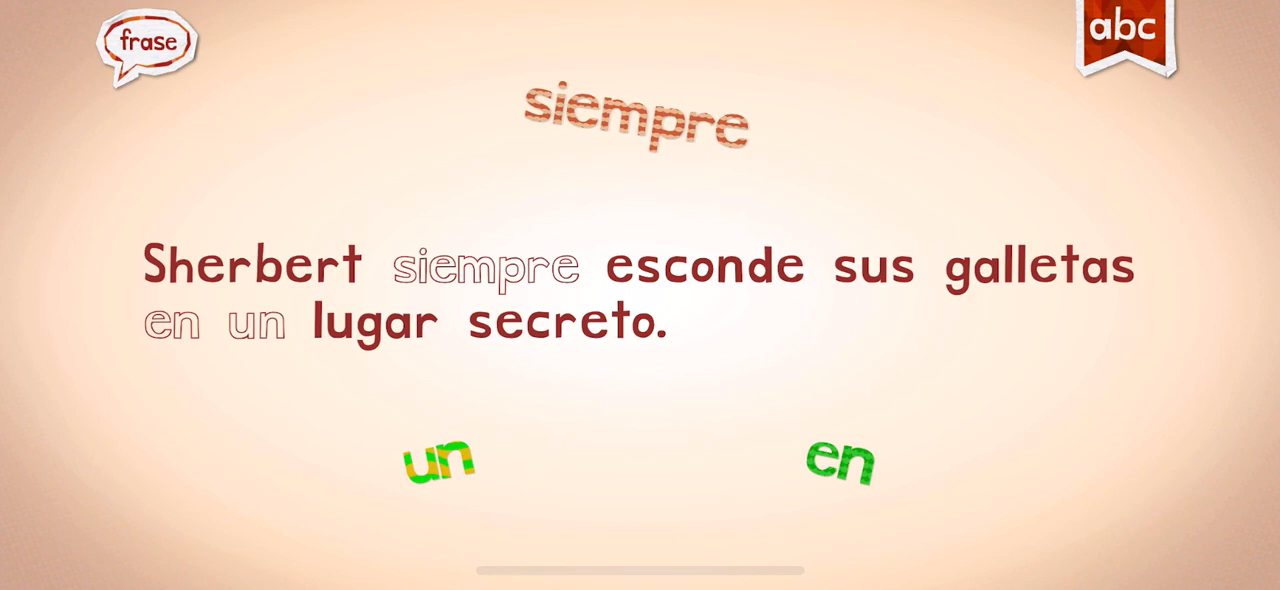 frase
abc
siempre
Sherbert siempre esconde sus galletas
en un lugar secreto.
un
en